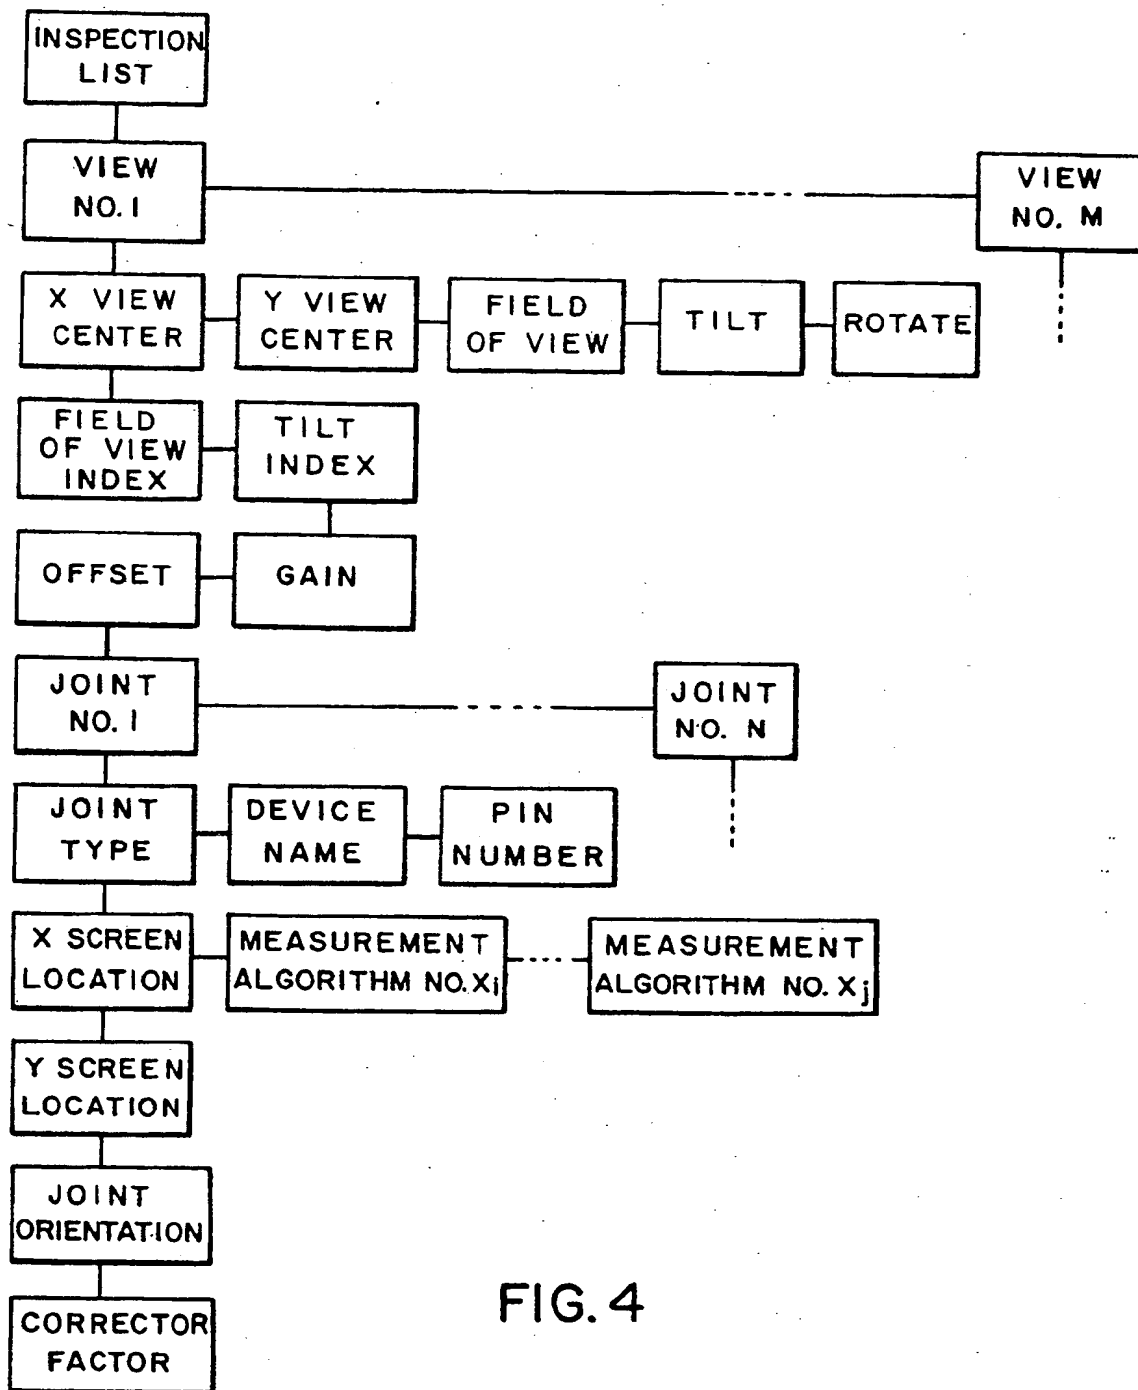 INSPECTION
LIST
VIEW
NO. 1
VIEW
NO. M
X VIEW
CENTER
Y VIEW
CENTER
FIELD
OF VIEW
TILT
ROTATE
FIELD
OF VIEW
INDEX
TILT
INDEX
OFFSET
GAIN
JOINT
NO. 1
JOINT
NO. N
JOINT
TYPE
DEVICE
NAME
PIN
NUMBER
X SCREEN
LOCATION
MEASUREMENT
ALGORITHM NO. Xi
MEASUREMENT
ALGORITHM NO. Xj
Y SCREEN
LOCATION
JOINT
ORIENTATION
CORRECTOR
FACTOR
FIG. 4